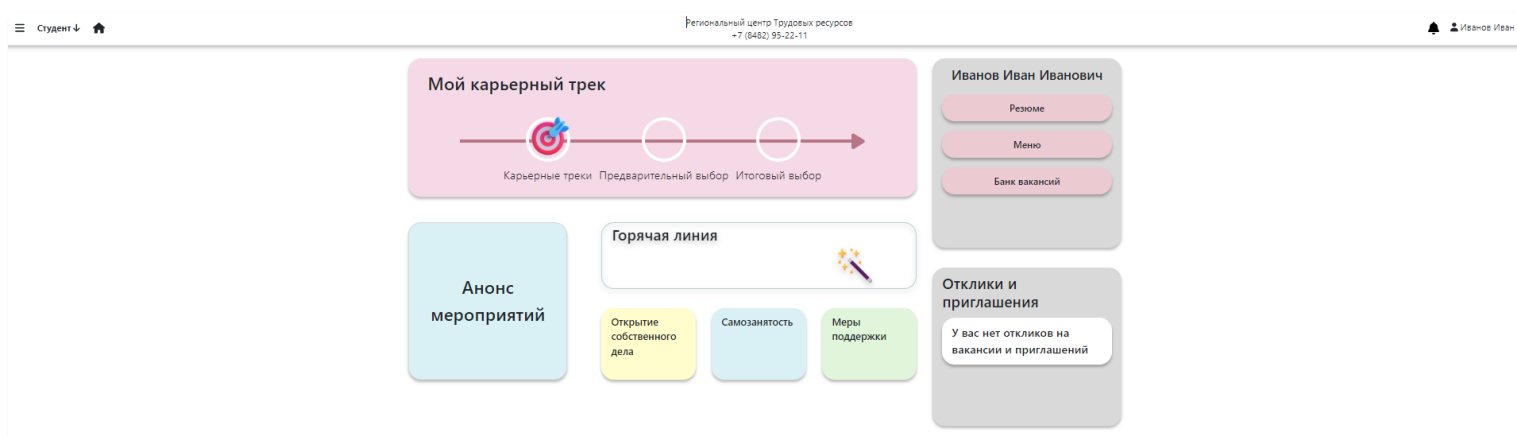 Студент↓
Региональный центр Трудовых ресурсов
+7 (8482) 95-22-11
Иванов Иван
Мой карьерный трек
Карьерные треки Предварительный выбор Итоговый выбор
Иванов Иван Иванович
Резюме
Меню
Банк вакансий
Анонс
мероприятий
Горячая линия
Открытие
собственного
дела
Самозанятость
Меры
поддержки
Отклики и
приглашения
У вас нет откликов на
вакансии и приглашений